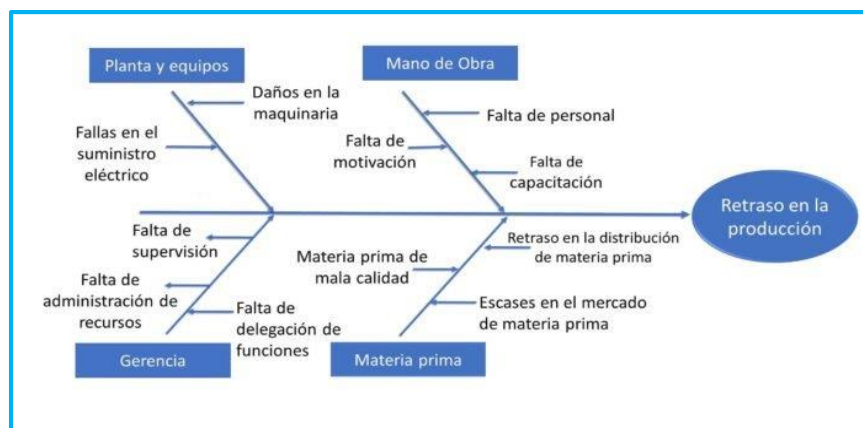 Planta y equipos
Mano de Obra
Daños en la
maquinaria
Fallas en el
suministro
eléctrico
Falta de personal
Falta de
motivación
Falta de
capacitación
Retraso en la
producción
Falta de
supervisión
Falta de
administración de
recursos
Falta de
delegación de
funciones
Materia prima de
mala calidad
Retraso en la distribución
de materia prima
Escases en el mercado
de materia prima
Gerencia
Materia prima